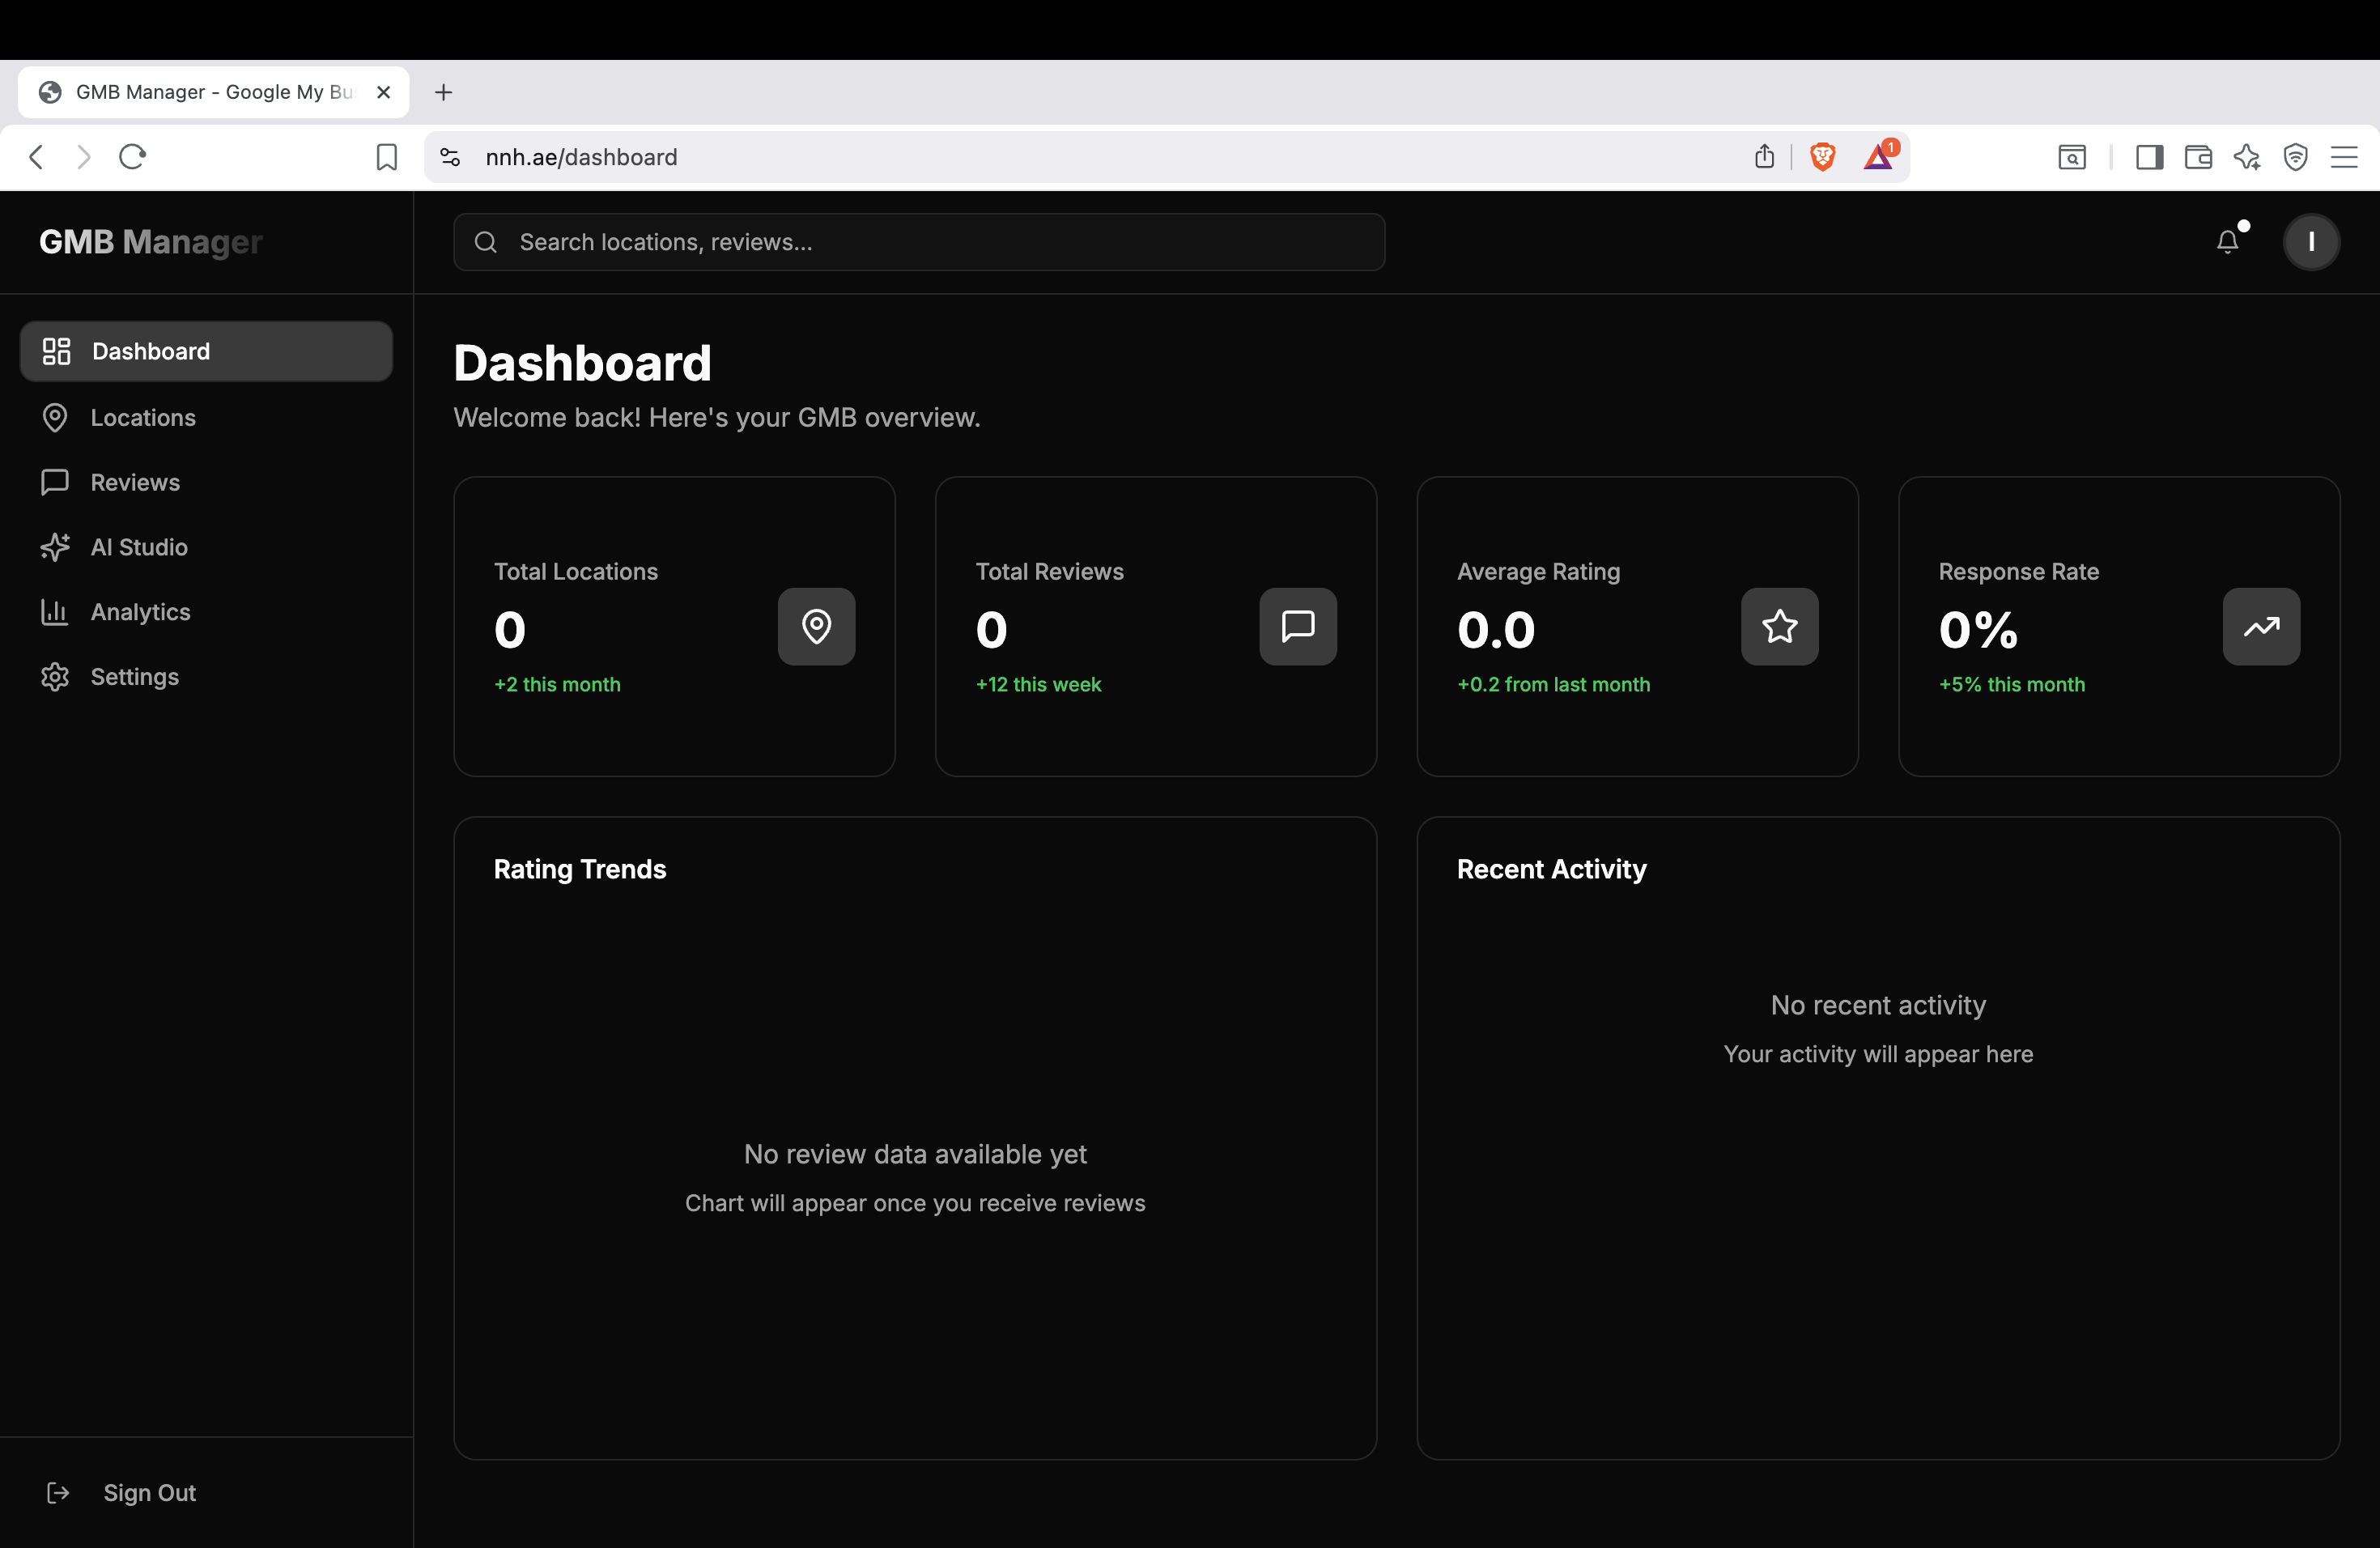 GMB Manager - Google My Bu
nnh.ae/dashboard
1
GMB Manager
Search locations, reviews...
I
Dashboard
Locations
Reviews
AI Studio
Analytics
Settings
Sign Out
Dashboard
Welcome back! Here's your GMB overview.
Total Locations
0
+2 this month
Total Reviews
0
+12 this week
Average Rating
0.0
+0.2 from last month
Response Rate
0%
+5% this month
Rating Trends
No review data available yet
Chart will appear once you receive reviews
Recent Activity
No recent activity
Your activity will appear here